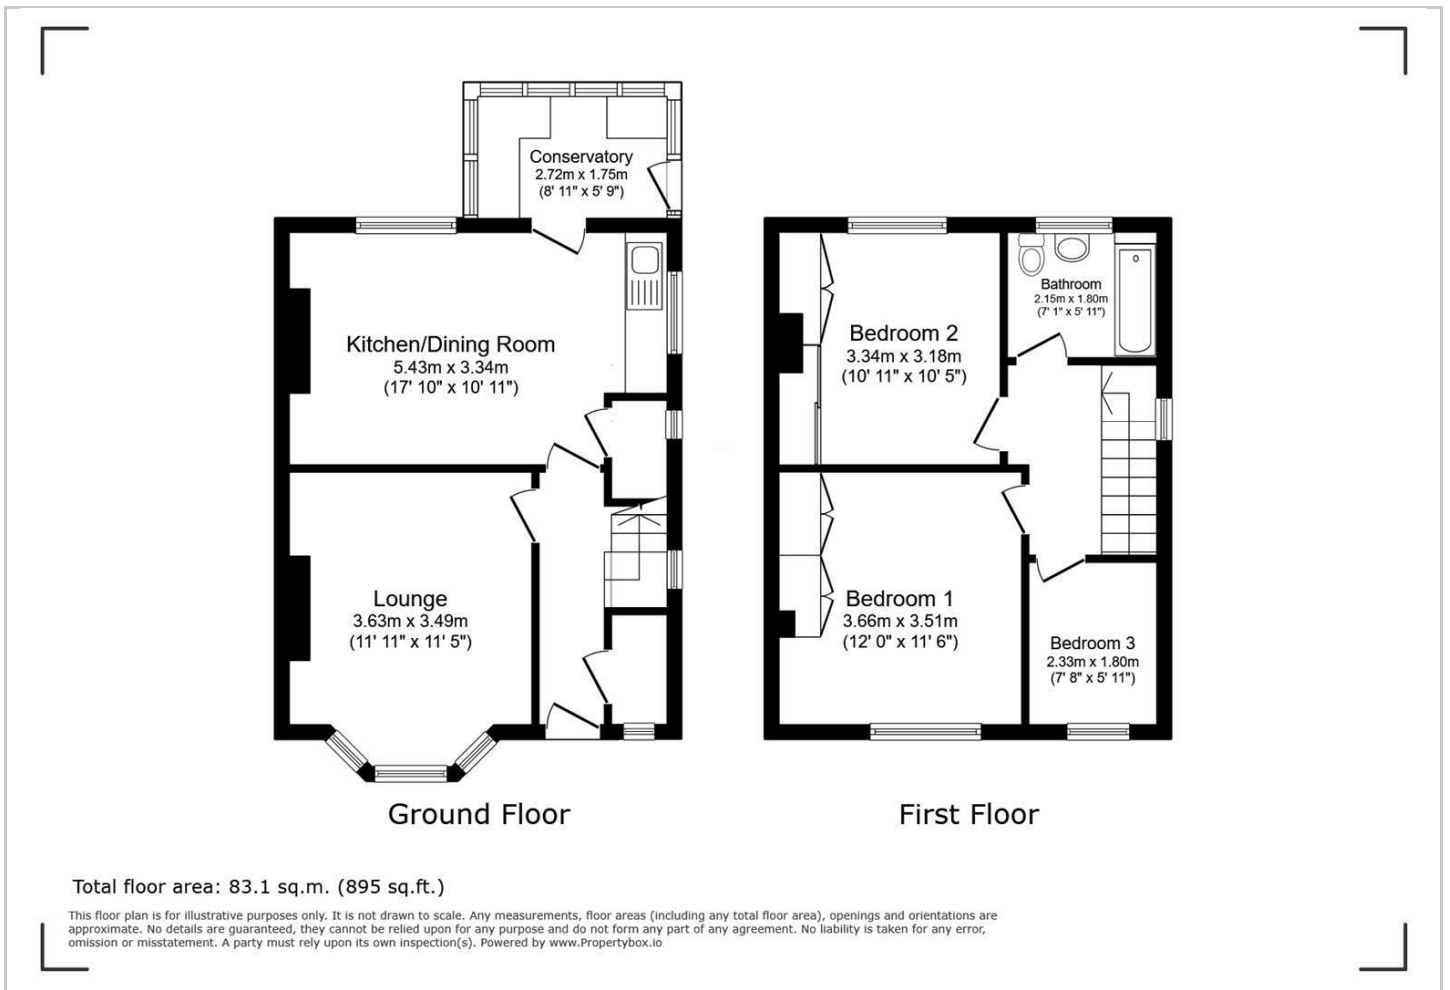 Conservatory
2.72m x 1.75m
(8' 11" x 5' 9")
Kitchen/Dining Room
5.43m x 3.34m
(17' 10" x 10' 11")
Lounge
3.63m x 3.49m
(11' 11" x 11' 5")
Ground Floor
Bathroom
2.15m x 1.80m
(7' 1" x 5' 11")
Bedroom 2
3.34m x 3.18m
(10' 11" x 10' 5")
Bedroom 1
3.66m x 3.51m
(12' 0" x 11' 6")
Bedroom 3
2.33m x 1.80m
(7' 8" x 5' 11")
First Floor
Total floor area: 83.1 sq.m. (895 sq.ft.)
This floor plan is for illustrative purposes only. It is not drawn to scale. Any measurements, floor areas (including any total floor area), openings and orientations are
approximate. No details are guaranteed, they cannot be relied upon for any purpose and do not form any part of any agreement. No liability is taken for any error,
omission or misstatement. A party must rely upon its own inspection(s). Powered by www.Propertybox.io